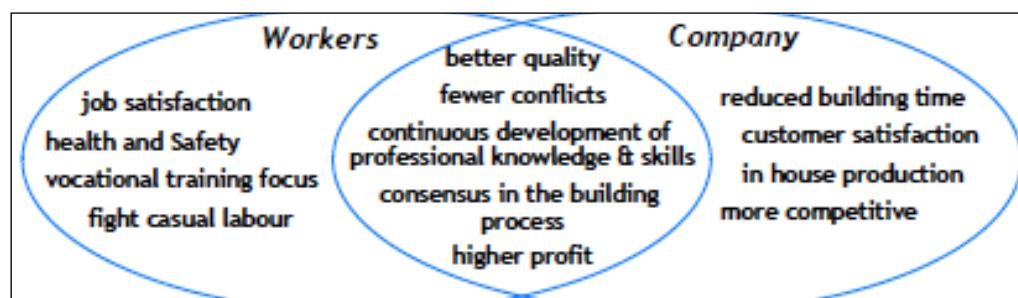 Workers
job satisfaction
health and Safety
vocational training focus
fight casual labour
better quality
fewer conflicts
continuous development of
professional knowledge & skills
consensus in the building
process
higher profit
Company
reduced building time
customer satisfaction
in house production
more competitive